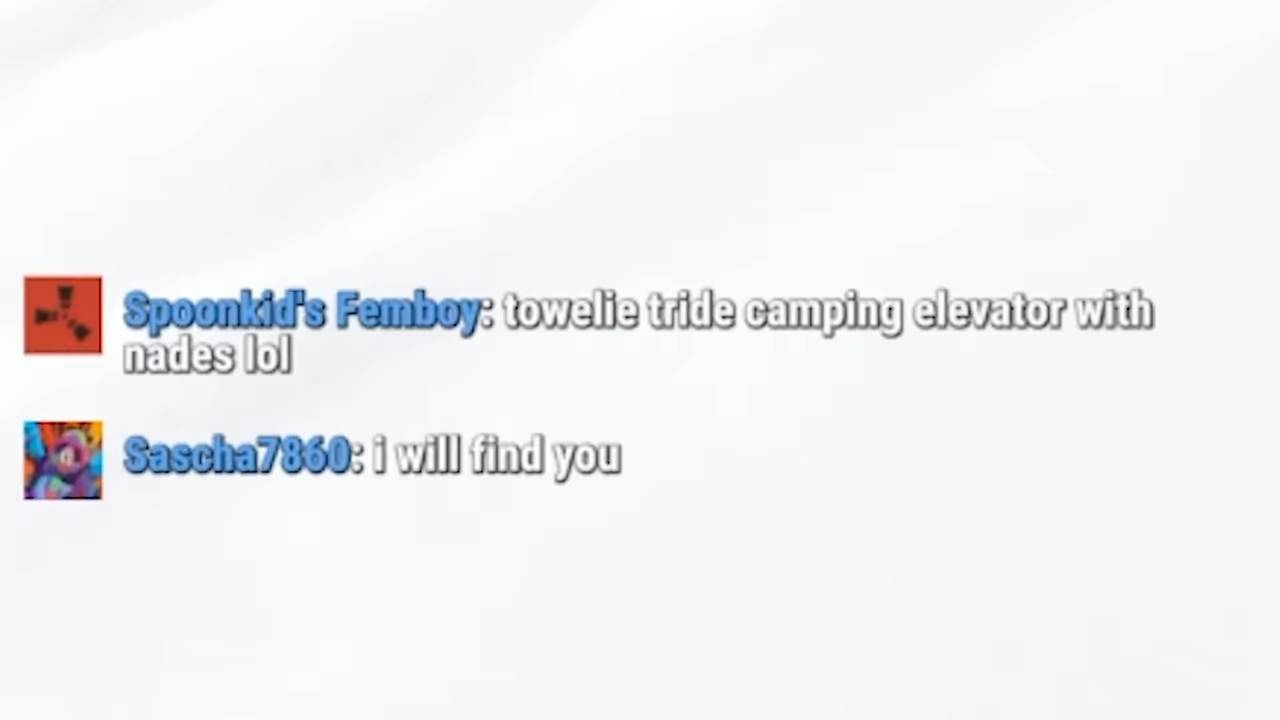 Spoonkid's Femboy: towelie tride camping elevator with
nades lol
Sascha7860: i will find you